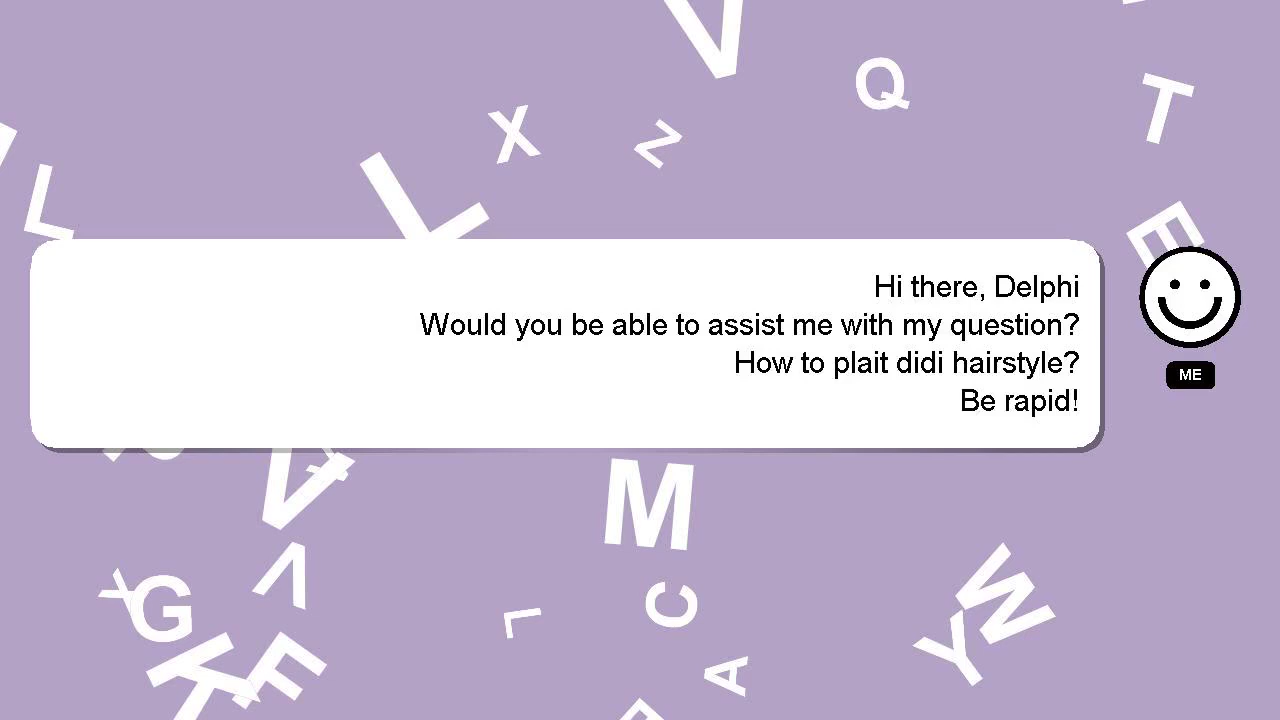 Hi there, Delphi
Would you be able to assist me with my question?
How to plait didi hairstyle?
Be rapid!
ME
V
Q
X
Z
T
L
L
E
V
M
V
X
G
L
C
W
Y
K
F
A